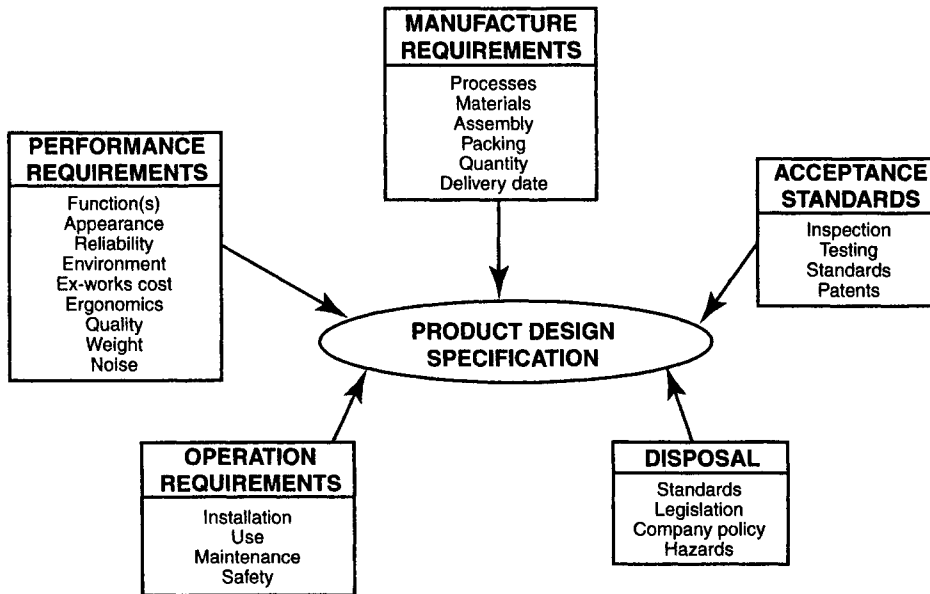 MANUFACTURE
REQUIREMENTS
Processes
Materials
Assembly
Packing
Quantity
Delivery date
PERFORMANCE
REQUIREMENTS
Function(s)
Appearance
Reliability
Environment
Ex-works cost
Ergonomics
Quality
Weight
Noise
ACCEPTANCE
STANDARDS
Inspection
Testing
Standards
Patents
PRODUCT DESIGN
SPECIFICATION
OPERATION
REQUIREMENTS
Installation
Use
Maintenance
Safety
DISPOSAL
Standards
Legislation
Company policy
Hazards